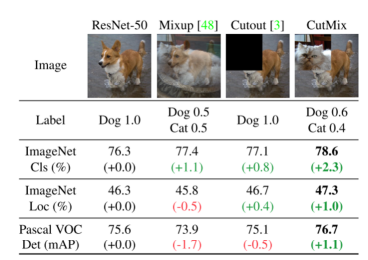 ResNet-50 Mixup [48] Cutout [3] CutMix
Image
Label Dog 1.0 Dog 0.5 Cat 0.5 Dog 1.0 Dog 0.6 Cat 0.4
ImageNet 76.3 77.4 77.1 78.6
Cls (%) (+0.0) (+1.1) (+0.8) (+2.3)
ImageNet 46.3 45.8 46.7 47.3
Loc (%) (+0.0) (-0.5) (+0.4) (+1.0)
Pascal VOC 75.6 73.9 75.1 76.7
Det (mAP) (+0.0) (-1.7) (-0.5) (+1.1)